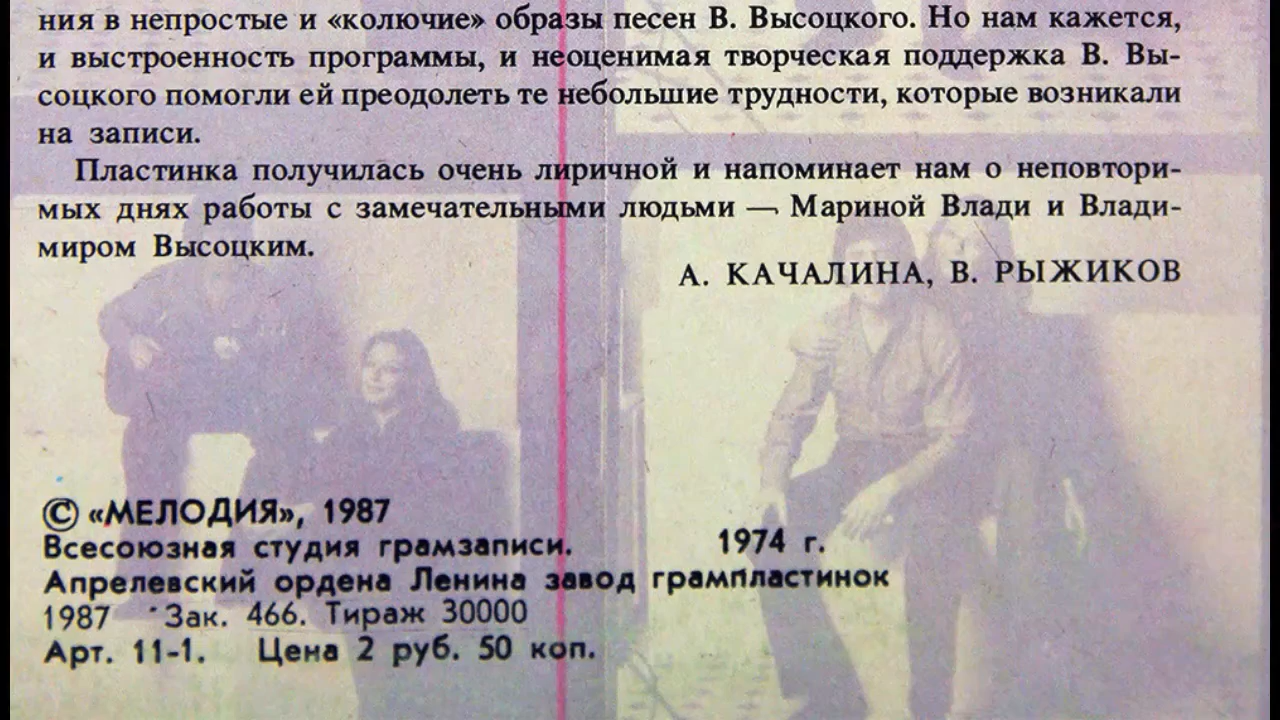 ния в непростые и «колючие» образы песен В. Высоцкого. Но нам кажется,
и выстроенность программы, и неоценимая творческая поддержка В. Вы-
соцкого помогли ей преодолеть те небольшие трудности, которые возникали
на записи.
Пластинка получилась очень лиричной и напоминает нам о неповтори-
мых днях работы с замечательными людьми — Мариной Влади и Влади-
миром Высоцким.
А. КАЧАЛИНА, В. РЫЖИКОВ
© «МЕЛОДИЯ», 1987
Всесоюзная студия грамзаписи. 1974 г.
Апрелевский ордена Ленина завод грампластинок
1987 Зак. 466. Тираж 30000
Арт. 11-1. Цена 2 руб. 50 коп.